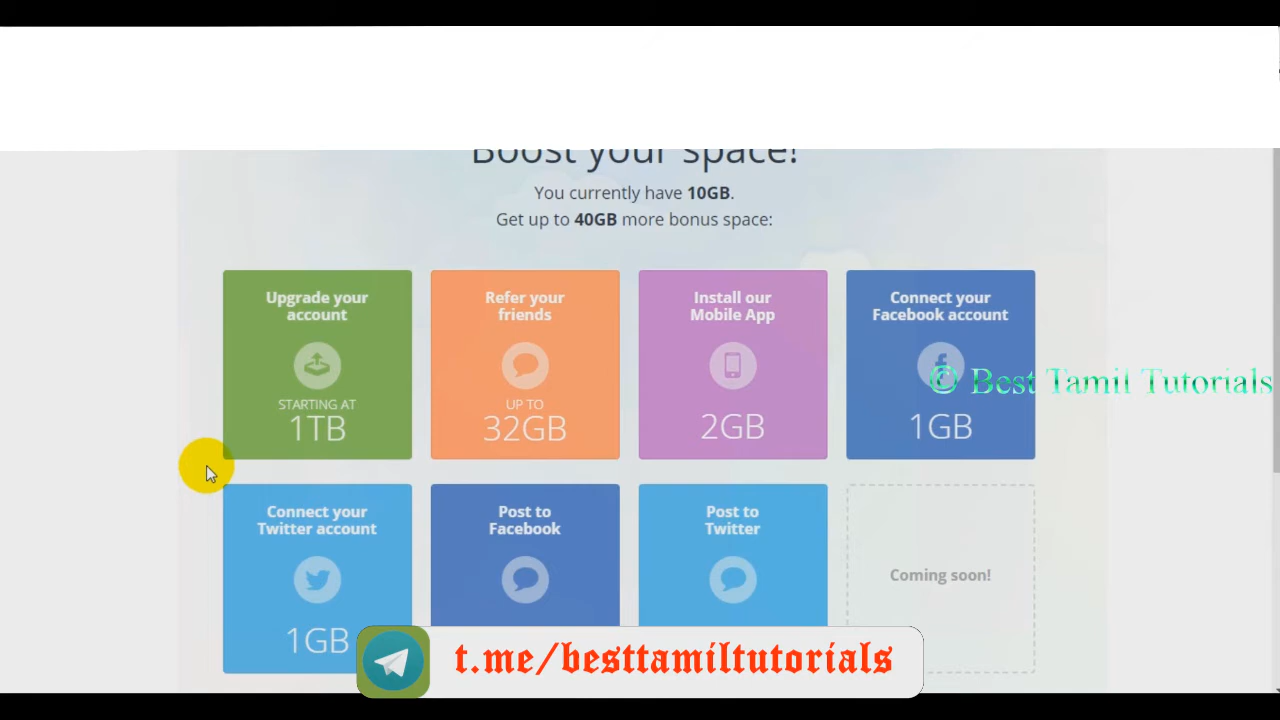 Boost your space!
You currently have 10GB.
Get up to 40GB more bonus space:
Upgrade your
account
STARTING AT
1TB
Refer your
friends
UP TO
32GB
Install our
Mobile App
2GB
Connect your
Facebook account
1GB
© Best Tamil Tutorials
Connect your
Twitter account
1GB
Post to
Facebook
Post to
Twitter
Coming soon!
t.me/besttamiltutorials